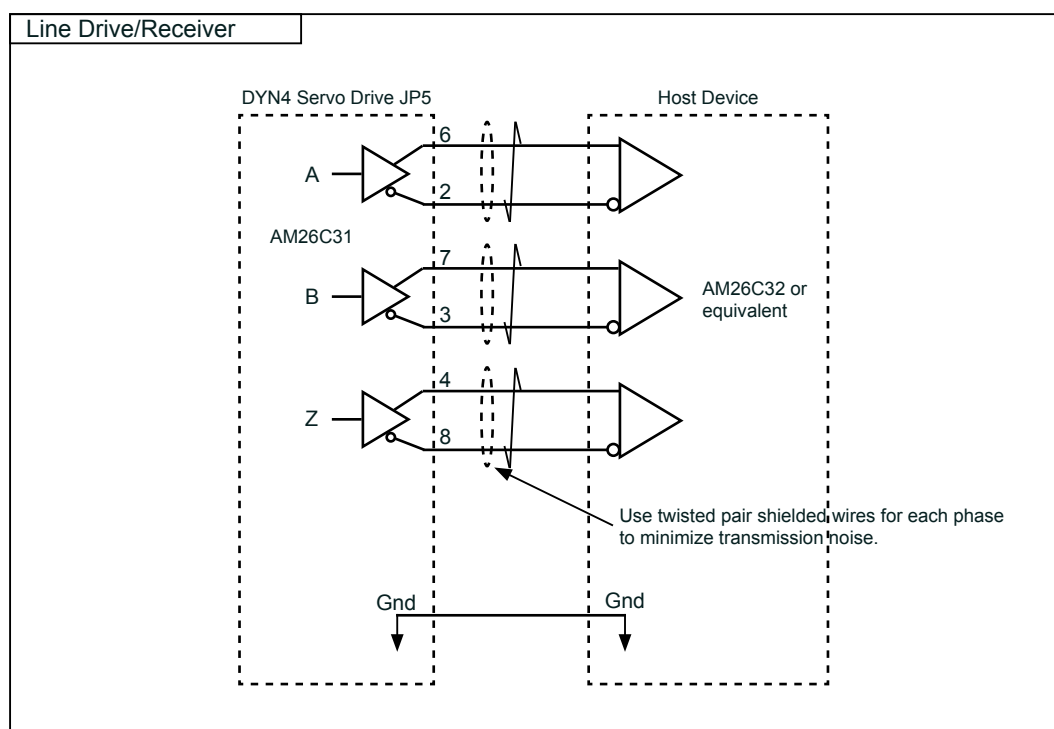 Line Drive/Receiver
DYN4 Servo Drive JP5
Host Device
6
A
2
AM26C31
7
B
3
AM26C32 or
equivalent
4
Z
8
Use twisted pair shielded wires for each phase
to minimize transmission noise.
Gnd
Gnd